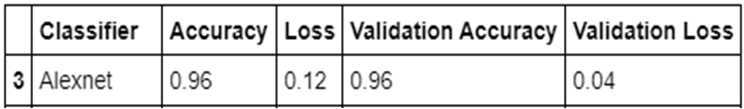 Classifier Accuracy Loss Validation Accuracy Validation Loss
3 Alexnet 0.96 0.12 0.96 0.04